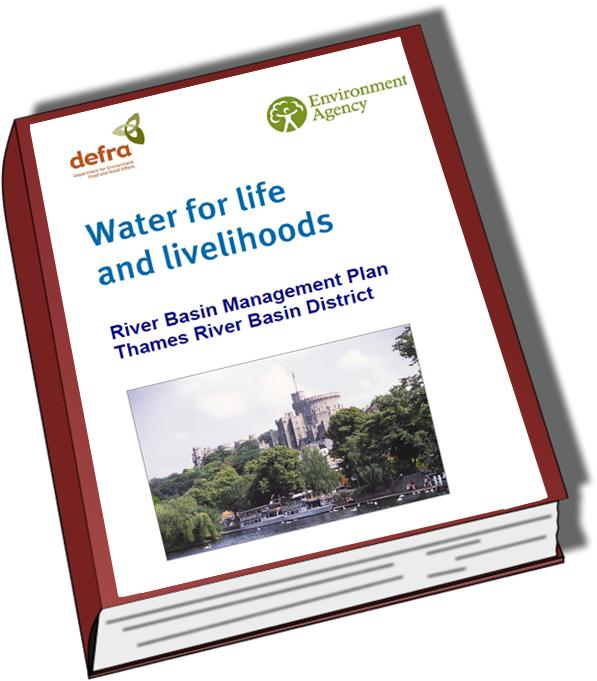 defra
Department for Environment
Food and Rural Affairs
Environment
Agency
Water for life
and livelihoods
River Basin Management Plan
Thames River Basin District